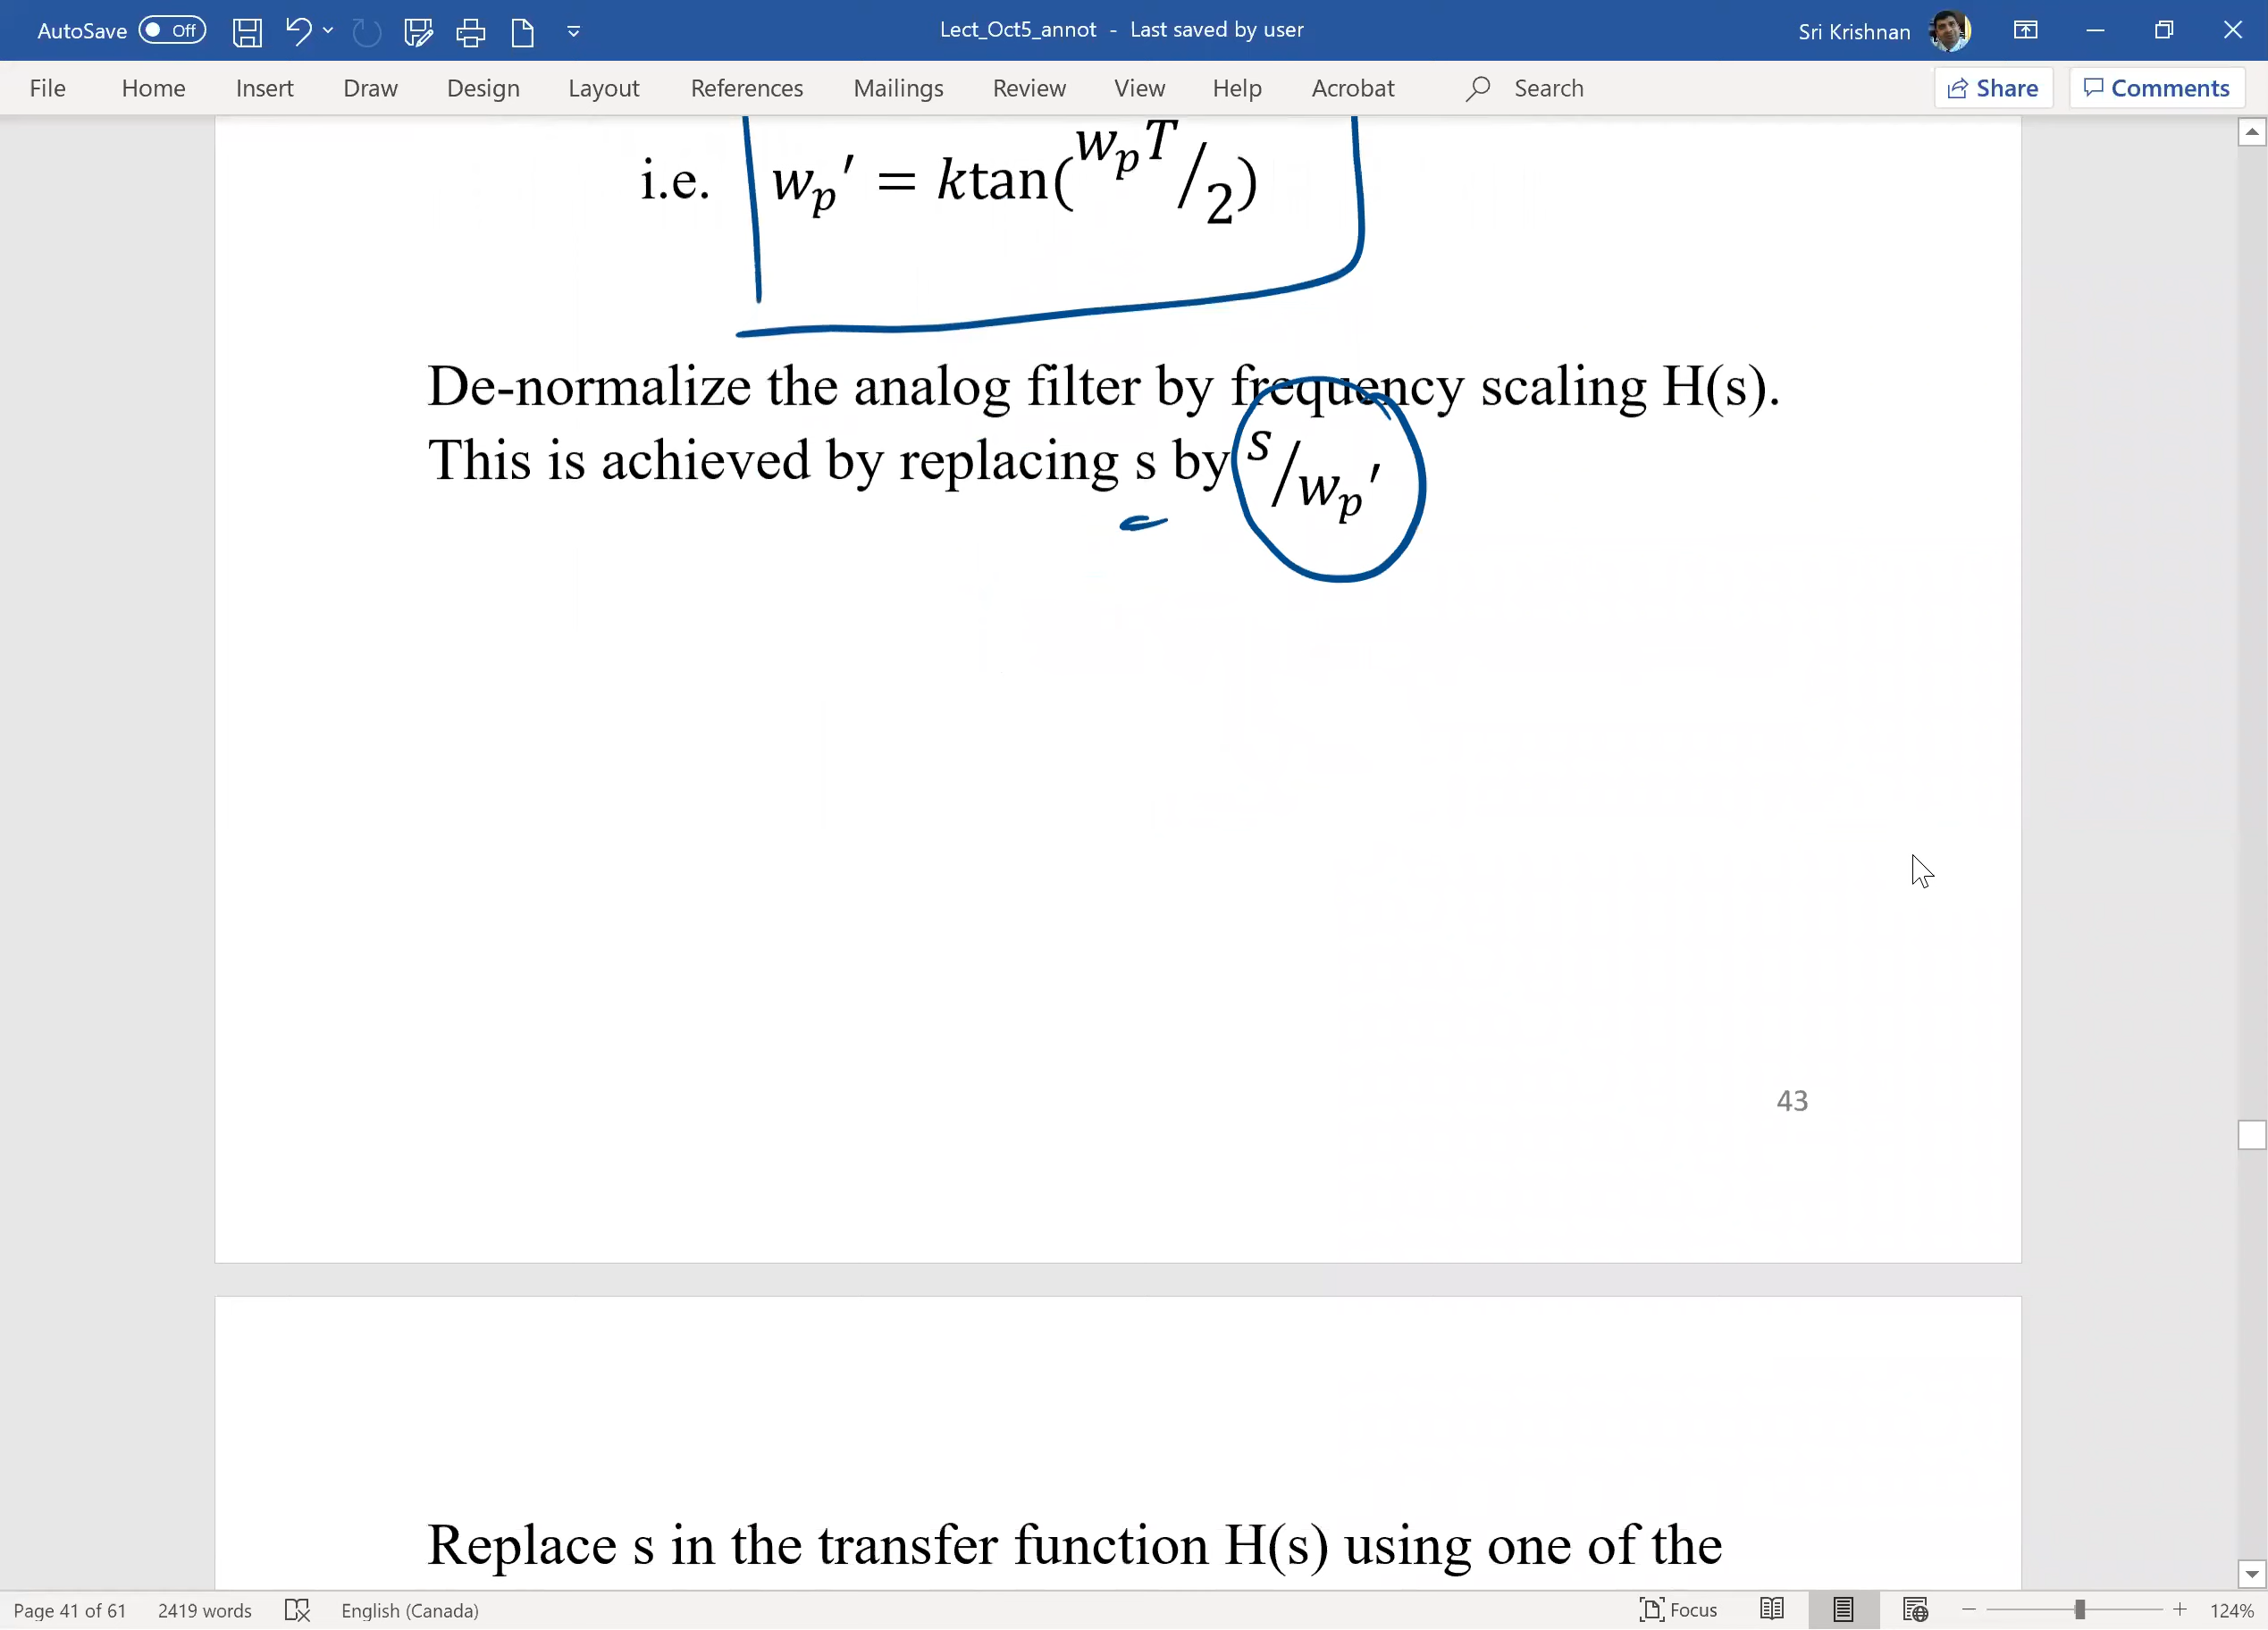 AutoSave Off Lect_Oct5_annot - Last saved by user Sri Krishnan
File Home Insert Draw Design Layout References Mailings Review View Help Acrobat Search Share Comments
i.e. wₚ′ = ktan(wₚT/2)
De-normalize the analog filter by frequency scaling H(s).
This is achieved by replacing s by s/wₚ′
43
Replace s in the transfer function H(s) using one of the
Page 41 of 61 2419 words English (Canada) Focus 124%